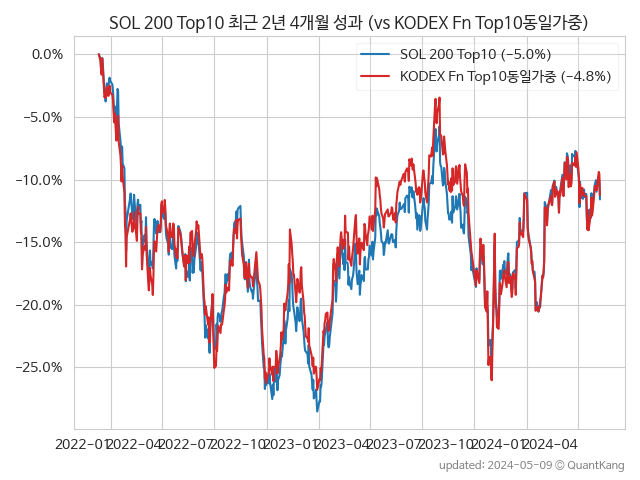 SOL 200 Top10 최근 2년 4개월 성과 (vs KODEX Fn Top10동일가중)
SOL 200 Top10 (−5.0%)
KODEX Fn Top10동일가중 (−4.8%)
0.0%
−5.0%
−10.0%
−15.0%
−20.0%
−25.0%
2022-01 2022-04 2022-07 2022-10 2023-01 2023-04 2023-07 2023-10 2024-01 2024-04
updated: 2024-05-09 © QuantKang